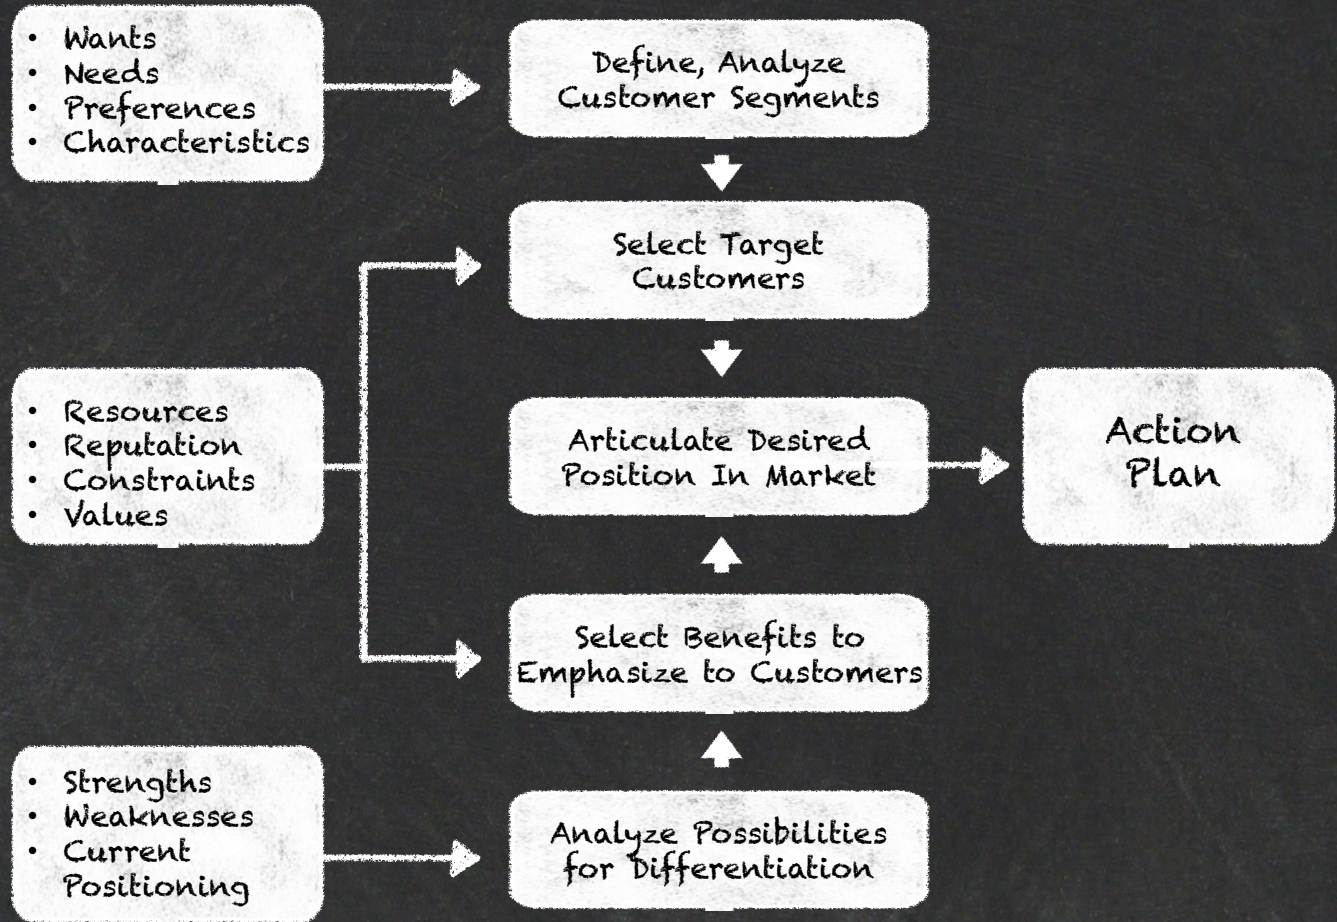 • Wants
• Needs
• Preferences
• Characteristics
Define, Analyze
Customer Segments
Select Target
Customers
• Resources
• Reputation
• Constraints
• Values
Articulate Desired
Position In Market
Action
Plan
Select Benefits to
Emphasize to Customers
• Strengths
• Weaknesses
• Current
Positioning
Analyze Possibilities
for Differentiation